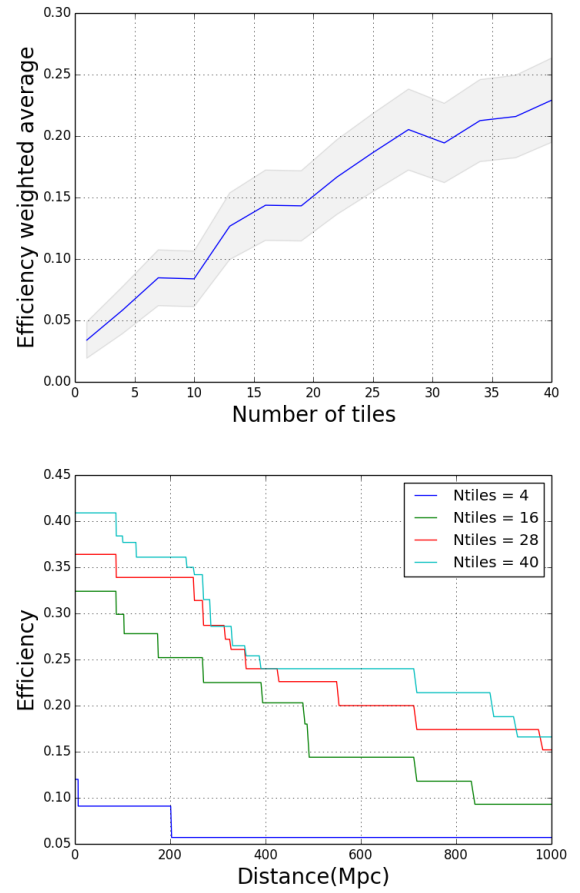 0.30
0.25
0.20
0.15
0.10
0.05
0.00
Efficiency weighted average
0 5 10 15 20 25 30 35 40
Number of tiles
0.45
0.40
0.35
0.30
0.25
0.20
0.15
0.10
0.05
Efficiency
Ntiles = 4
Ntiles = 16
Ntiles = 28
Ntiles = 40
0 200 400 600 800 1000
Distance(Mpc)